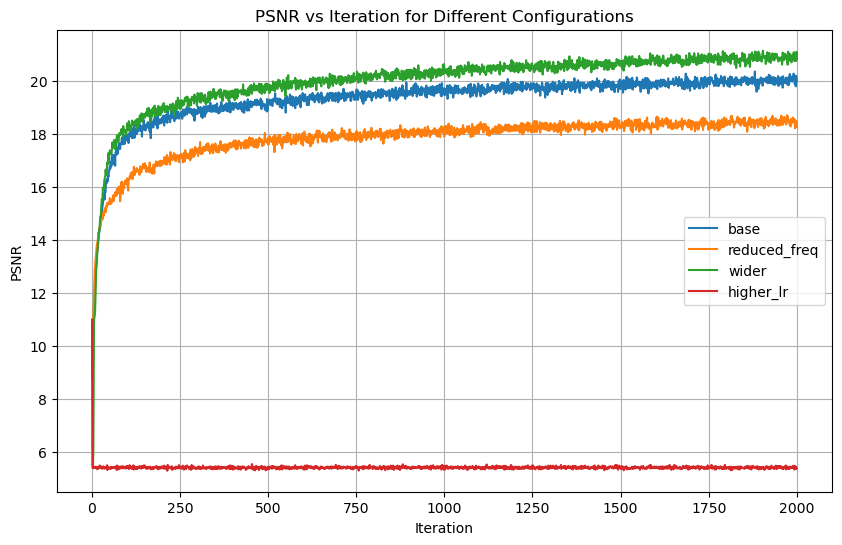 PSNR vs Iteration for Different Configurations
PSNR
20
18
16
14
12
10
8
6
base
reduced_freq
wider
higher_lr
0 250 500 750 1000 1250 1500 1750 2000
Iteration